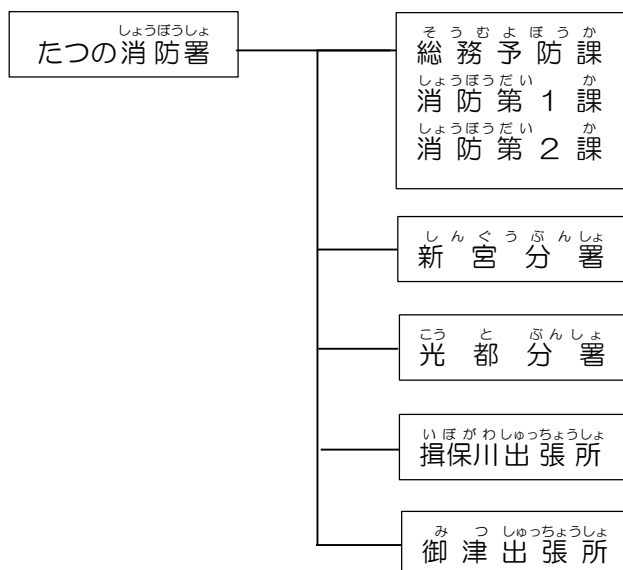 しょうぼうしょ
たつの消防署
そうむよぼうか
総務予防課
しょうぼうだい か
消防第１課
しょうぼうだい か
消防第２課
しんぐうぶんしょ
新宮分署
こうと ぶんしょ
光都分署
いぼがわしゅっちょうしょ
揖保川出張所
みつ しゅっちょうしょ
御津出張所